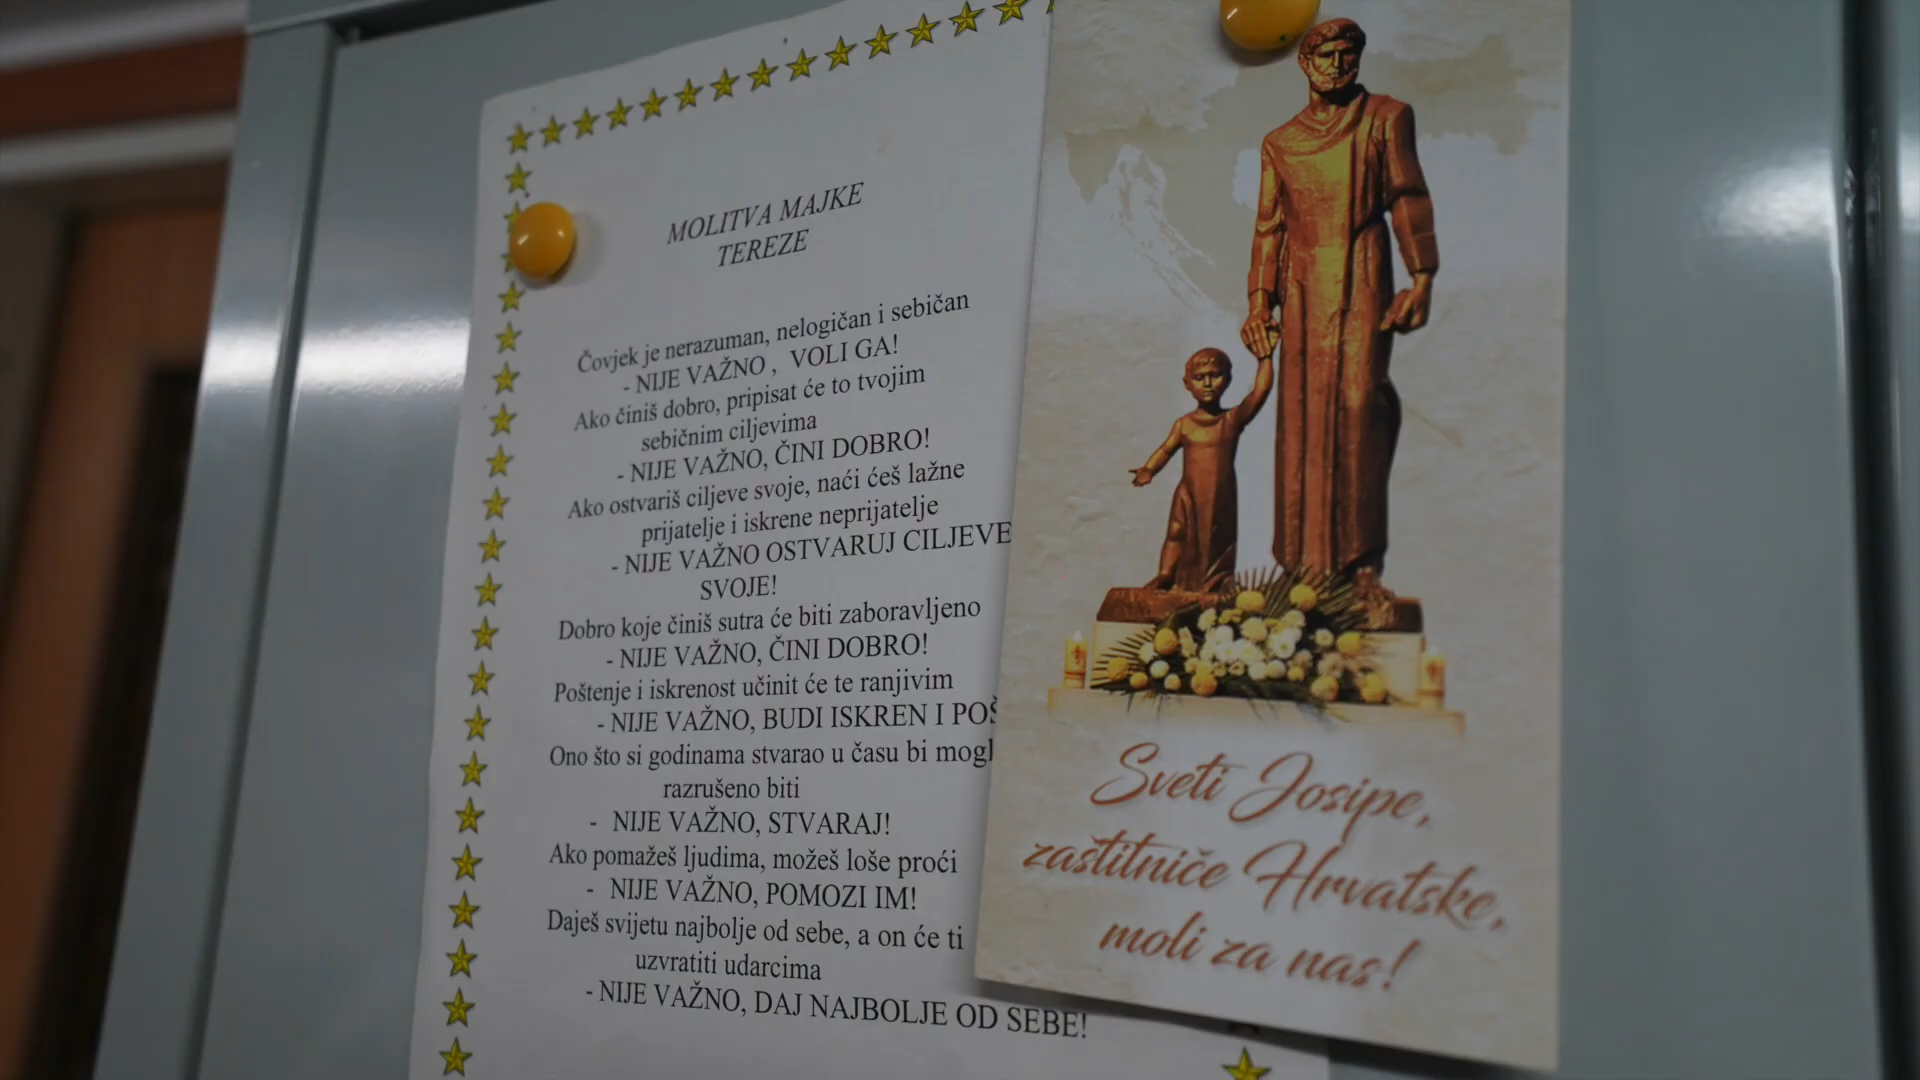 MOLITVA MAJKE
TEREZE
Čovjek je nerazuman, nelogičan i sebičan
- NIJE VAŽNO , VOLI GA!
Ako činiš dobro, pripisat će to tvojim
sebičnim ciljevima
- NIJE VAŽNO, ČINI DOBRO!
Ako ostvariš ciljeve svoje, naći ćeš lažne
prijatelje i iskrene neprijatelje
- NIJE VAŽNO OSTVARUJ CILJEVE
SVOJE!
Dobro koje činiš sutra će biti zaboravljeno
- NIJE VAŽNO, ČINI DOBRO!
Poštenje i iskrenost učinit će te ranjivim
- NIJE VAŽNO, BUDI ISKREN I
Ono što si godinama stvarao u času bi
razrušeno biti
- NIJE VAŽNO, STVARAJ!
Ako pomažeš ljudima, možeš loše proći
- NIJE VAŽNO, POMOZI IM!
Daješ svijetu najbolje od sebe, a on će ti
uzvratiti udarcima
- NIJE VAŽNO, DAJ NAJBOLJE OD SEBE!
Sveti Josipe,
zaštitniče Hrvatske,
moli za nas!